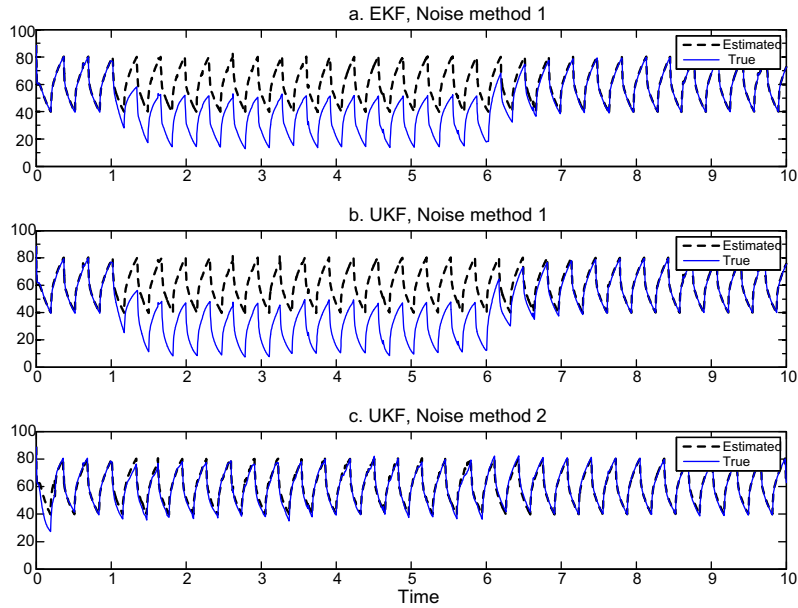 a. EKF, Noise method 1
100
80
60
40
20
0
Estimated
True
0 1 2 3 4 5 6 7 8 9 10
b. UKF, Noise method 1
100
80
60
40
20
0
Estimated
True
0 1 2 3 4 5 6 7 8 9 10
c. UKF, Noise method 2
100
80
60
40
20
0
Estimated
True
0 1 2 3 4 5 6 7 8 9 10
Time